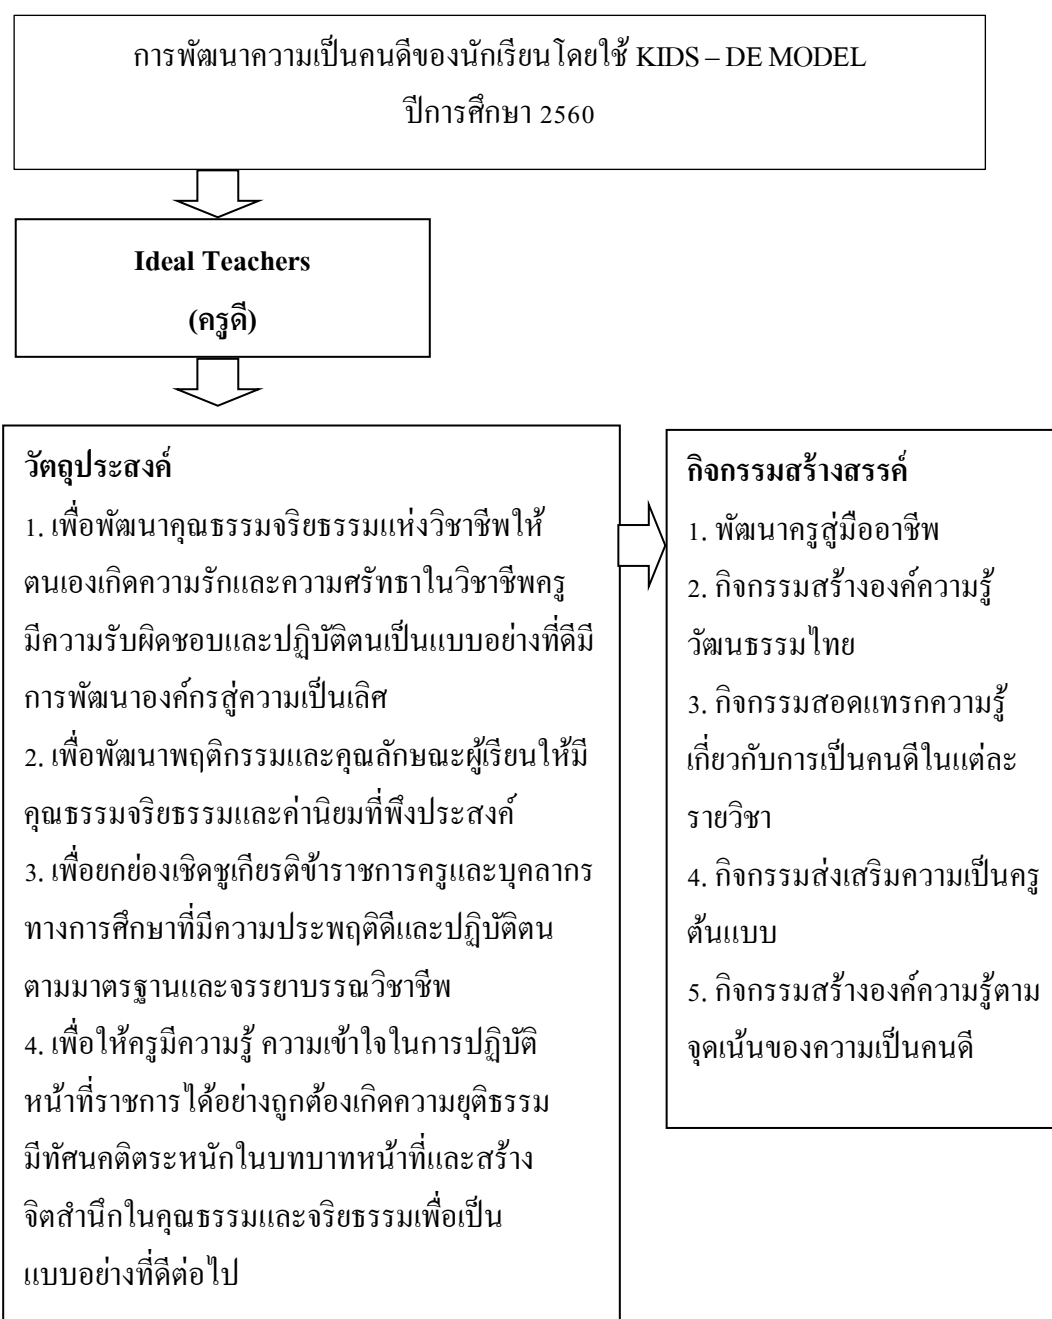 การพัฒนาความเป็นคนดีของนักเรียนโดยใช้ KIDS – DE MODEL
ปีการศึกษา 2560
Ideal Teachers
(ครูดี)
วัตถุประสงค์
1. เพื่อพัฒนาคุณธรรมจริยธรรมแห่งวิชาชีพให้
ตนเองเกิดความรักและความศรัทธาในวิชาชีพครู
มีความรับผิดชอบและปฏิบัติตนเป็นแบบอย่างที่ดีมี
การพัฒนาองค์กรสู่ความเป็นเลิศ
2. เพื่อพัฒนาพฤติกรรมและคุณลักษณะผู้เรียนให้มี
คุณธรรมจริยธรรมและค่านิยมที่พึงประสงค์
3. เพื่อยกย่องเชิดชูเกียรติข้าราชการครูและบุคลากร
ทางการศึกษาที่มีความประพฤติดีและปฏิบัติตน
ตามมาตรฐานและจรรยาบรรณวิชาชีพ
4. เพื่อให้ครูมีความรู้ ความเข้าใจในการปฏิบัติ
หน้าที่ราชการได้อย่างถูกต้องเกิดความยุติธรรม
มีทัศนคติตระหนักในบทบาทหน้าที่และสร้าง
จิตสำนึกในคุณธรรมและจริยธรรมเพื่อเป็น
แบบอย่างที่ดีต่อไป
กิจกรรมสร้างสรรค์
1. พัฒนาครูสู่มืออาชีพ
2. กิจกรรมสร้างองค์ความรู้
วัฒนธรรมไทย
3. กิจกรรมสอดแทรกความรู้
เกี่ยวกับการเป็นคนดีในแต่ละ
รายวิชา
4. กิจกรรมส่งเสริมความเป็นครู
ต้นแบบ
5. กิจกรรมสร้างองค์ความรู้ตาม
จุดเน้นของความเป็นคนดี